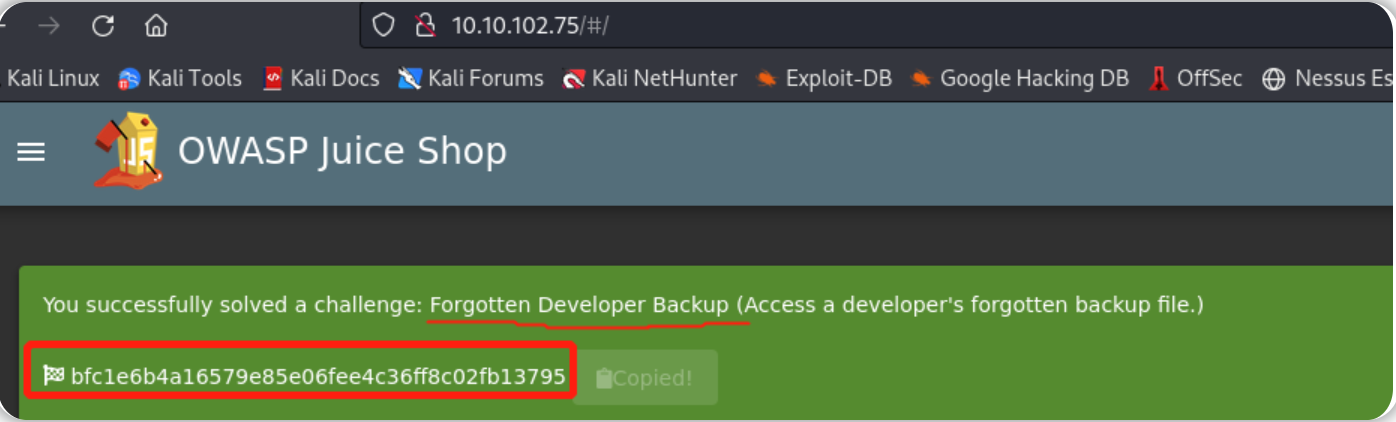 10.10.102.75/#/
Kali Linux Kali Tools Kali Docs Kali Forums Kali NetHunter Exploit-DB Google Hacking DB OffSec Nessus Es
OWASP Juice Shop
You successfully solved a challenge: Forgotten Developer Backup (Access a developer's forgotten backup file.)
bfc1e6b4a16579e85e06fee4c36ff8c02fb13795 Copied!